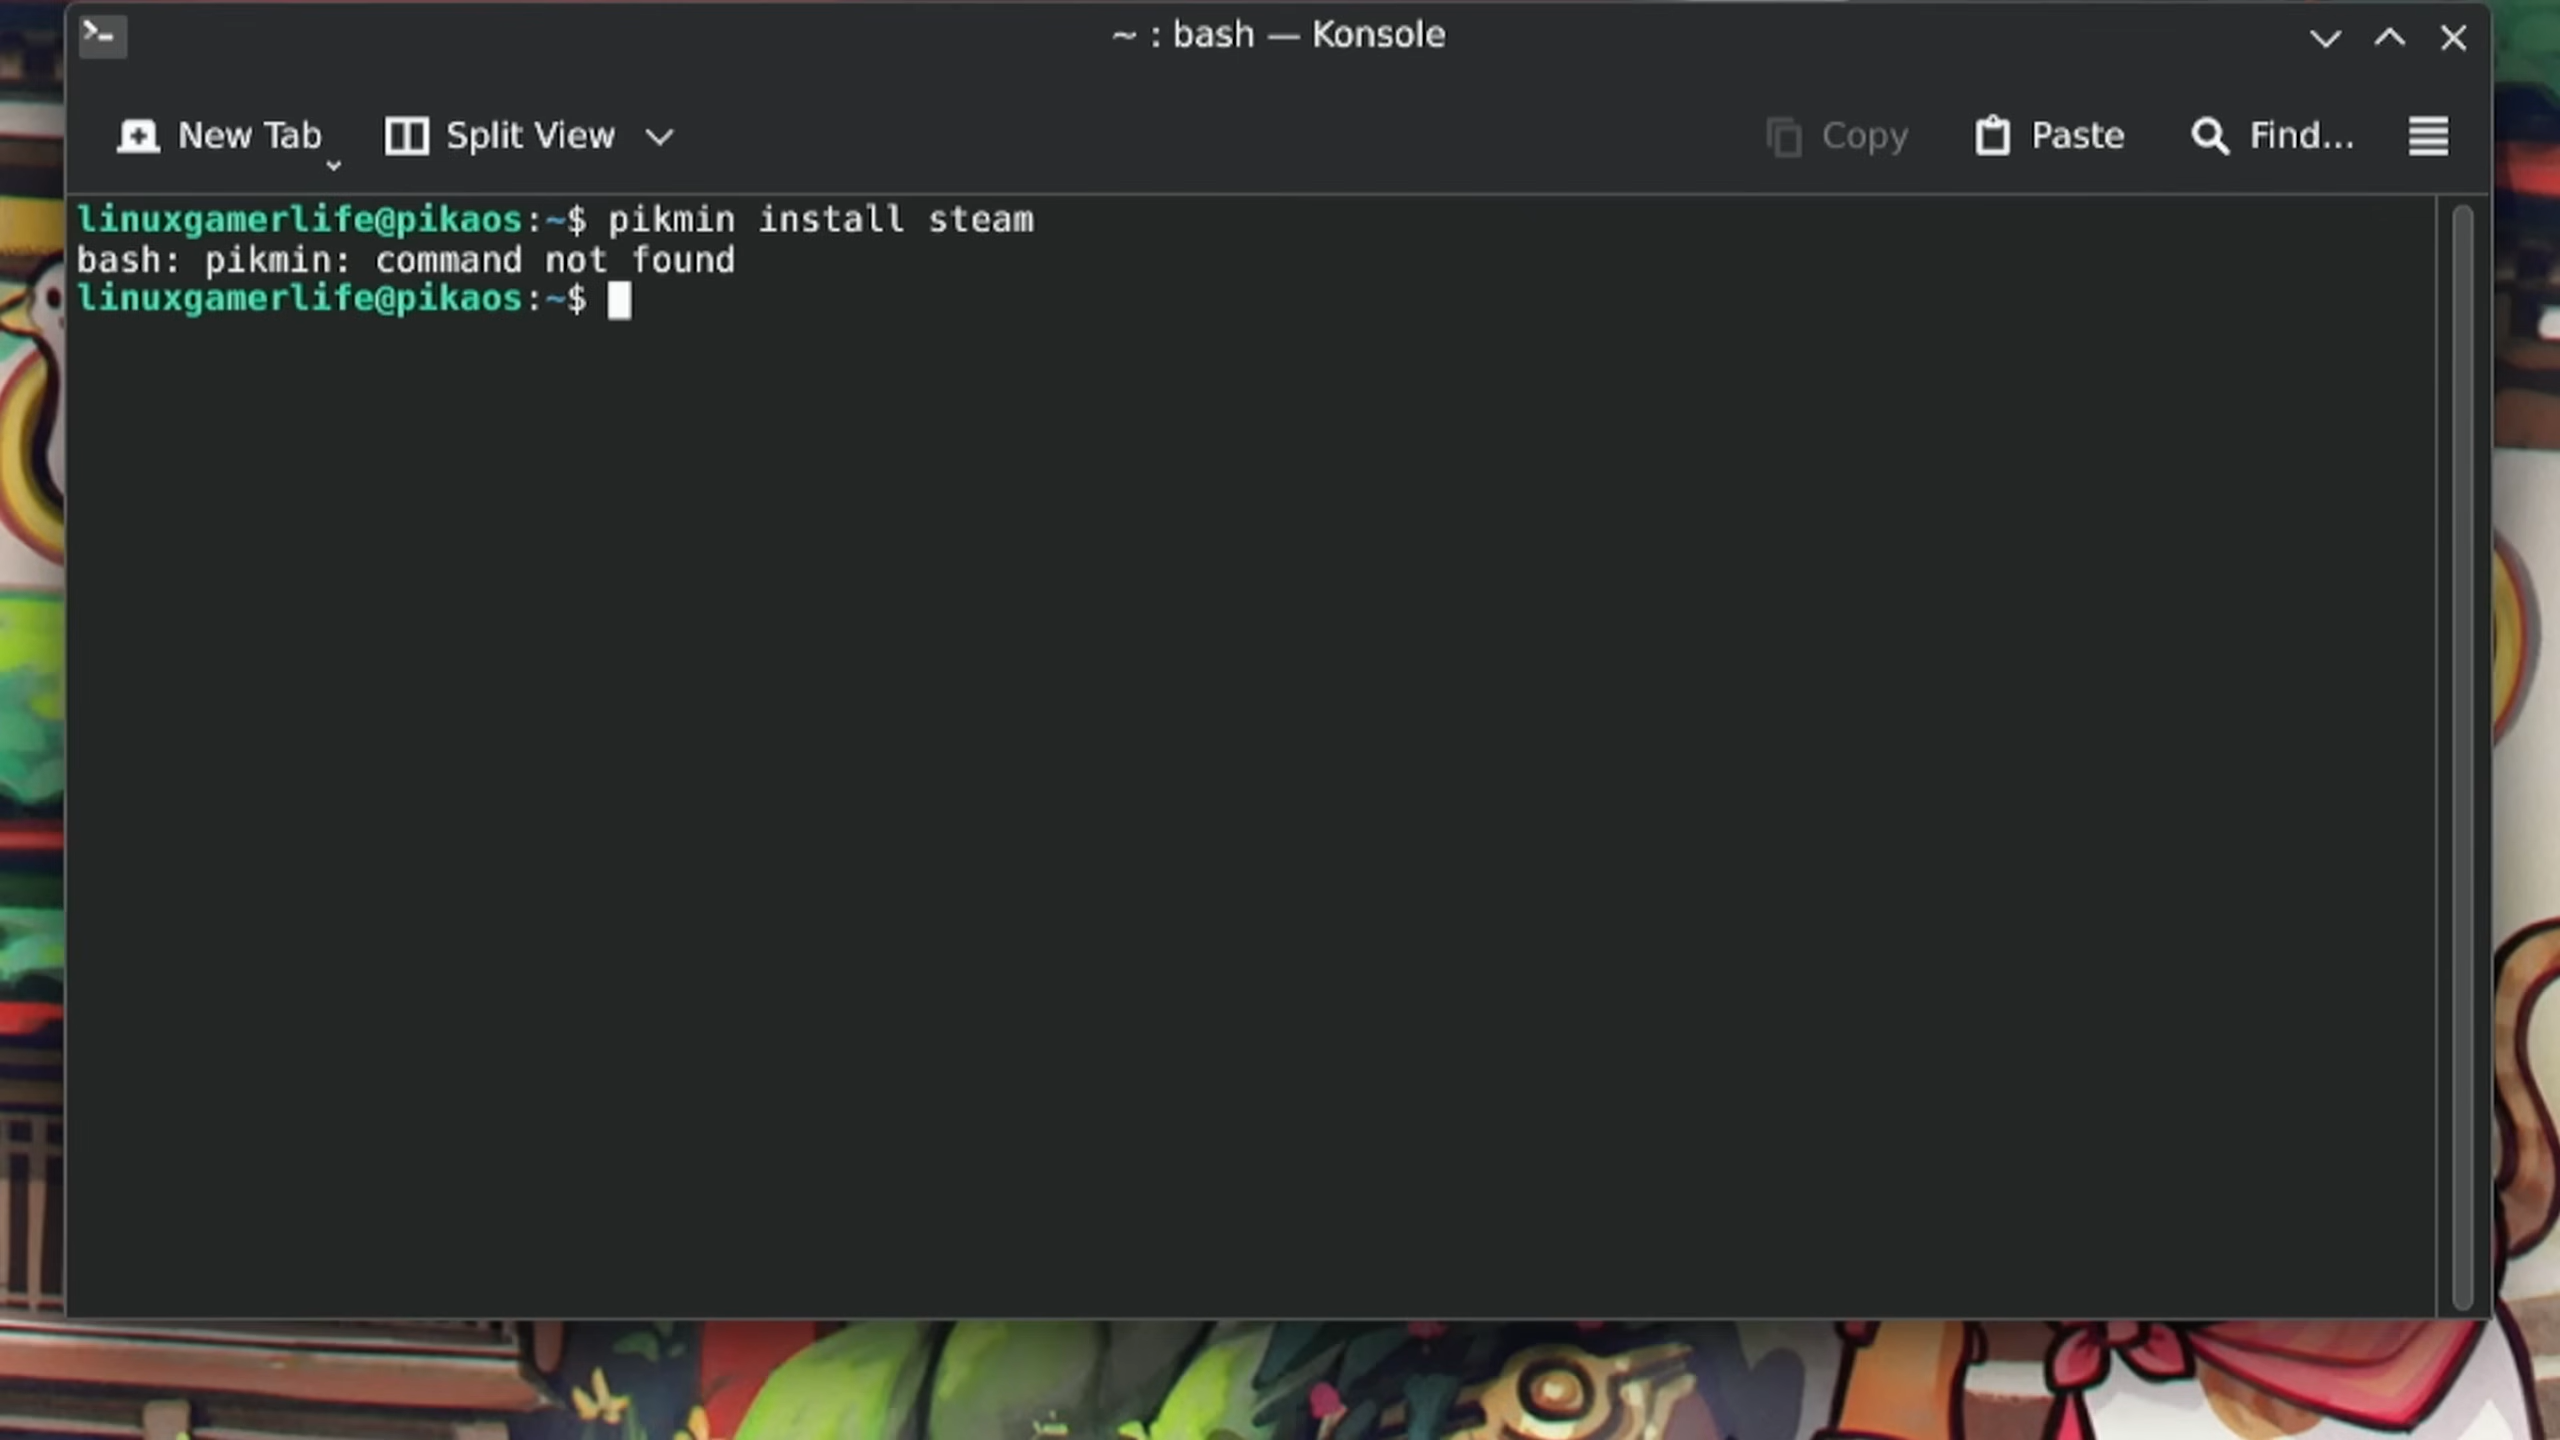 ~ : bash — Konsole
New Tab
Split View
Copy
Paste
Find...
linuxgamerlife@pikaos:~$ pikmin install steam
bash: pikmin: command not found
linuxgamerlife@pikaos:~$